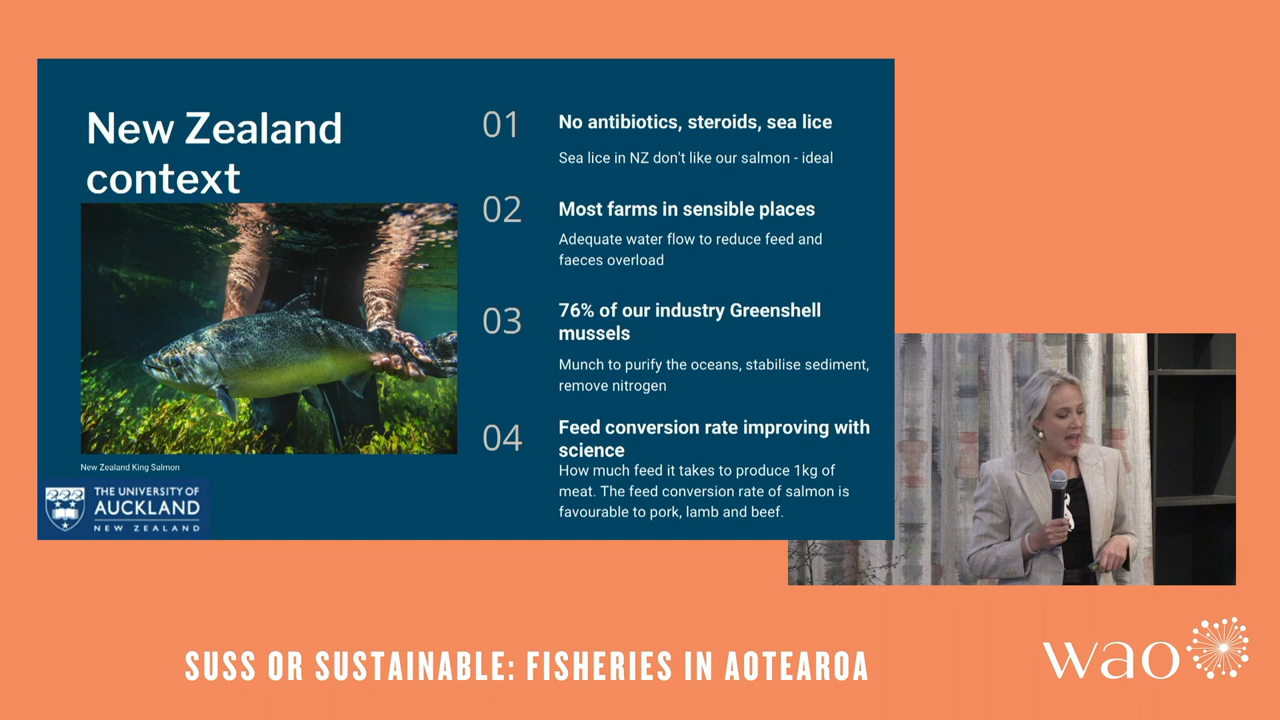 New Zealand
context
New Zealand King Salmon
THE UNIVERSITY OF
AUCKLAND
NEW ZEALAND
01
No antibiotics, steroids, sea lice
Sea lice in NZ don't like our salmon - ideal
02
Most farms in sensible places
Adequate water flow to reduce feed and
faeces overload
03
76% of our industry Greenshell
mussels
Munch to purify the oceans, stabilise sediment,
remove nitrogen
04
Feed conversion rate improving with
science
How much feed it takes to produce 1kg of
meat. The feed conversion rate of salmon is
favourable to pork, lamb and beef.
SUSS OR SUSTAINABLE: FISHERIES IN AOTEAROA
wao